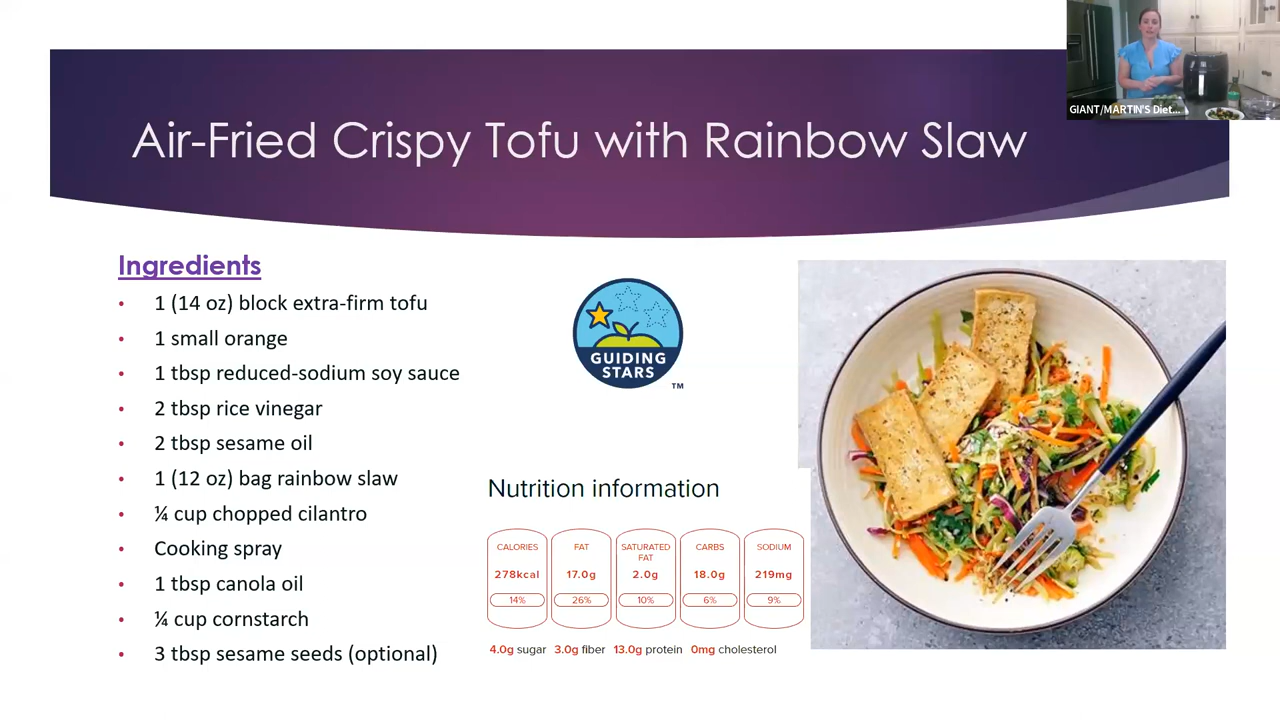 GIANT/MARTIN'S Diet...
Air-Fried Crispy Tofu with Rainbow Slaw
Ingredients
• 1 (14 oz) block extra-firm tofu
• 1 small orange
• 1 tbsp reduced-sodium soy sauce
• 2 tbsp rice vinegar
• 2 tbsp sesame oil
• 1 (12 oz) bag rainbow slaw
• ¼ cup chopped cilantro
• Cooking spray
• 1 tbsp canola oil
• ¼ cup cornstarch
• 3 tbsp sesame seeds (optional)
GUIDING
STARS
TM
Nutrition information
CALORIES
278kcal
14%
FAT
17.0g
26%
SATURATED
FAT
2.0g
10%
CARBS
18.0g
6%
SODIUM
219mg
9%
4.0g sugar 3.0g fiber 13.0g protein 0mg cholesterol